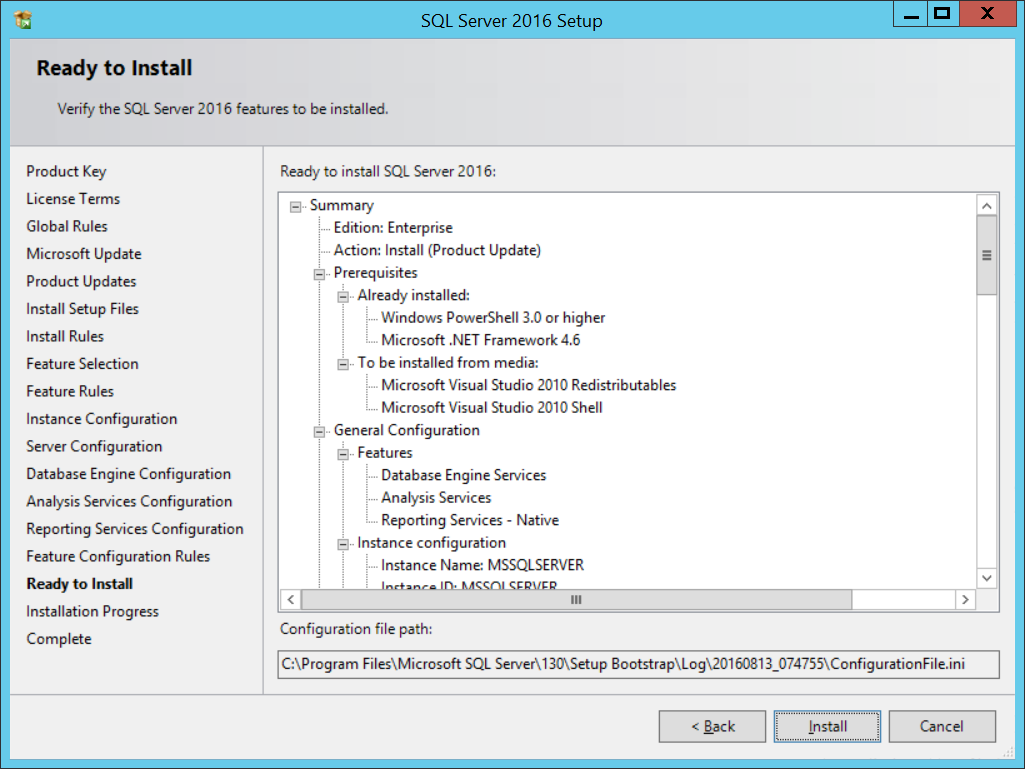 SQL Server 2016 Setup
Ready to Install
Verify the SQL Server 2016 features to be installed.
Product Key
License Terms
Global Rules
Microsoft Update
Product Updates
Install Setup Files
Install Rules
Feature Selection
Feature Rules
Instance Configuration
Server Configuration
Database Engine Configuration
Analysis Services Configuration
Reporting Services Configuration
Feature Configuration Rules
Ready to Install
Installation Progress
Complete
Ready to install SQL Server 2016:
Summary
Edition: Enterprise
Action: Install (Product Update)
Prerequisites
Already installed:
Windows PowerShell 3.0 or higher
Microsoft .NET Framework 4.6
To be installed from media:
Microsoft Visual Studio 2010 Redistributables
Microsoft Visual Studio 2010 Shell
General Configuration
Features
Database Engine Services
Analysis Services
Reporting Services - Native
Instance configuration
Instance Name: MSSQLSERVER
Instance ID: MSSQLSERVER
Configuration file path:
C:\Program Files\Microsoft SQL Server\130\Setup Bootstrap\Log\20160813_074755\ConfigurationFile.ini
< Back
Install
Cancel